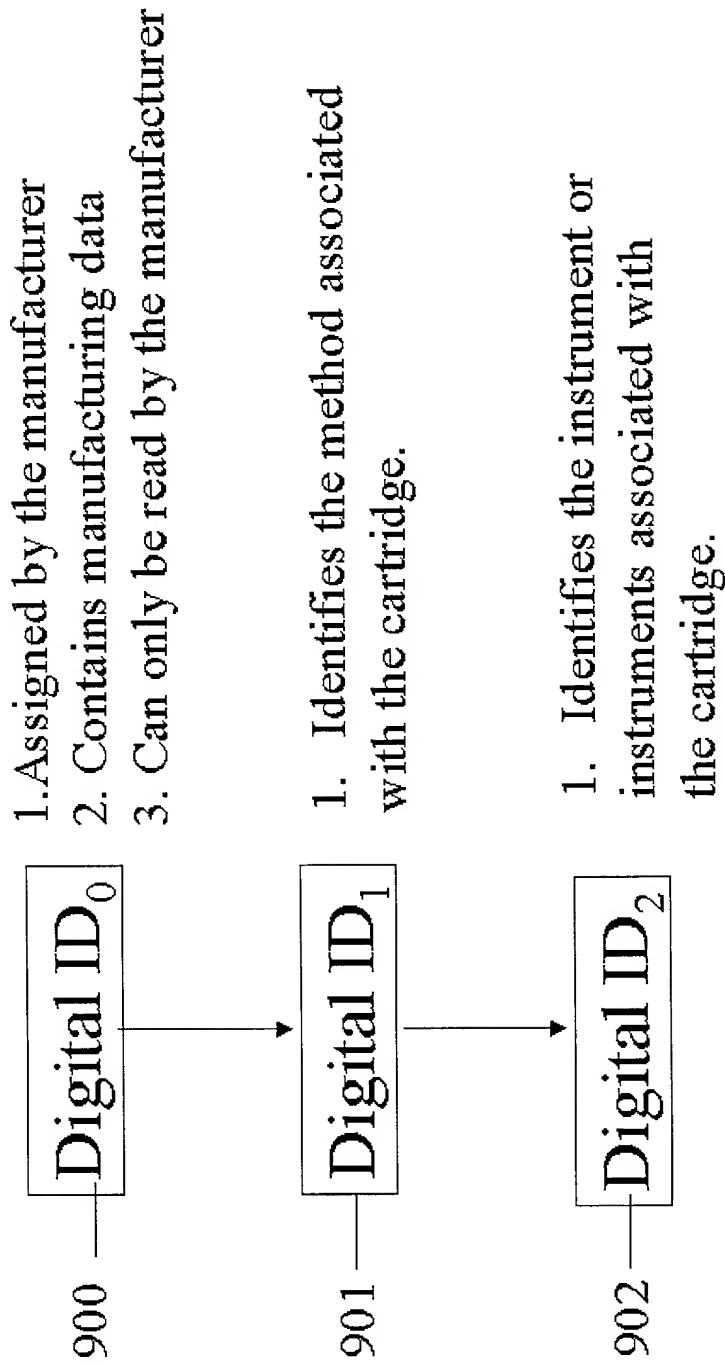 900
Digital ID0
1.Assigned by the manufacturer
2. Contains manufacturing data
3. Can only be read by the manufacturer
901
Digital ID1
1. Identifies the method associated
with the cartridge.
902
Digital ID2
1. Identifies the instrument or
instruments associated with
the cartridge.